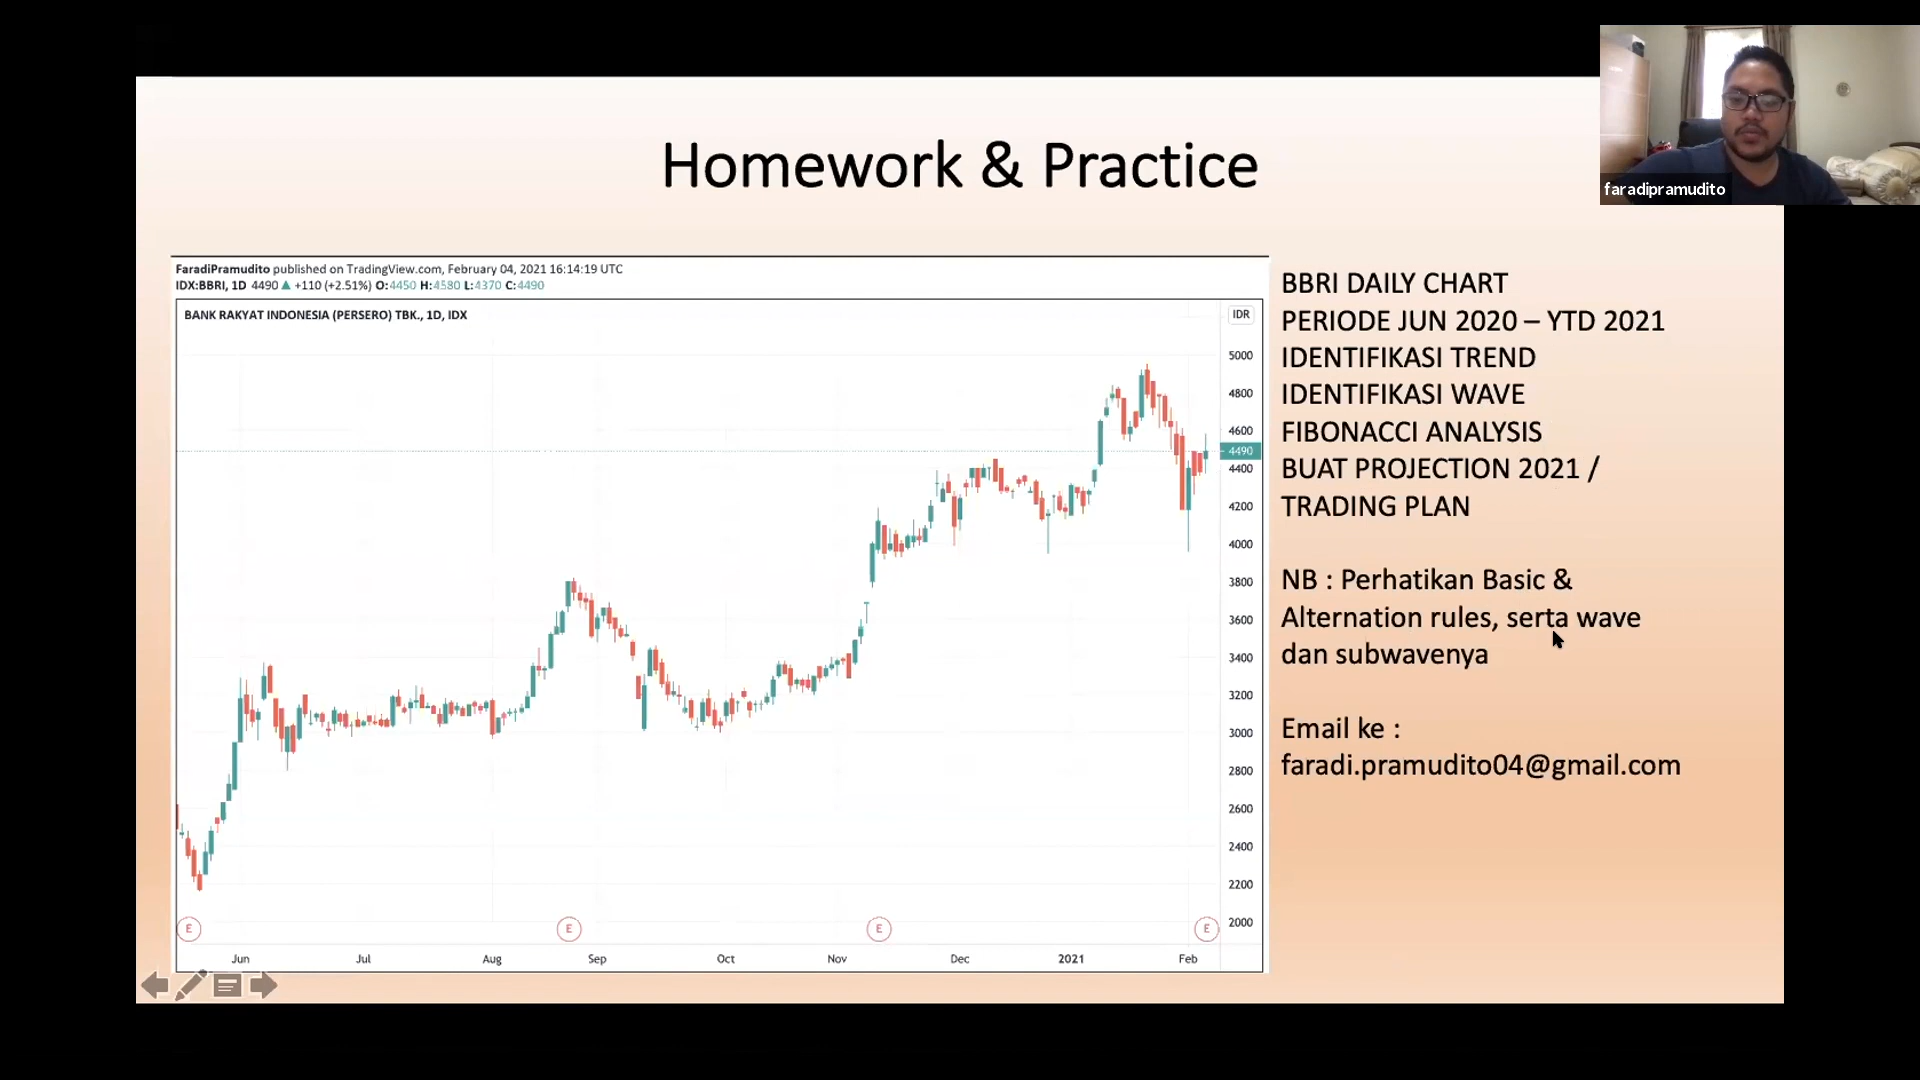 faradipramudito
Homework & Practice
FaradiPramudito published on TradingView.com, February 04, 2021 16:14:19 UTC
IDX:BBRI, 1D 4490 ▲ +110 (+2.51%) O:4450 H:4580 L:4370 C:4490
BANK RAKYAT INDONESIA (PERSERO) TBK., 1D, IDX
IDR
5000
4800
4600
4490
4400
4200
4000
3800
3600
3400
3200
3000
2800
2600
2400
2200
2000
E E E E
Jun Jul Aug Sep Oct Nov Dec 2021 Feb
BBRI DAILY CHART
PERIODE JUN 2020 – YTD 2021
IDENTIFIKASI TREND
IDENTIFIKASI WAVE
FIBONACCI ANALYSIS
BUAT PROJECTION 2021 /
TRADING PLAN
NB : Perhatikan Basic &
Alternation rules, serta wave
dan subwavenya
Email ke :
faradi.pramudito04@gmail.com